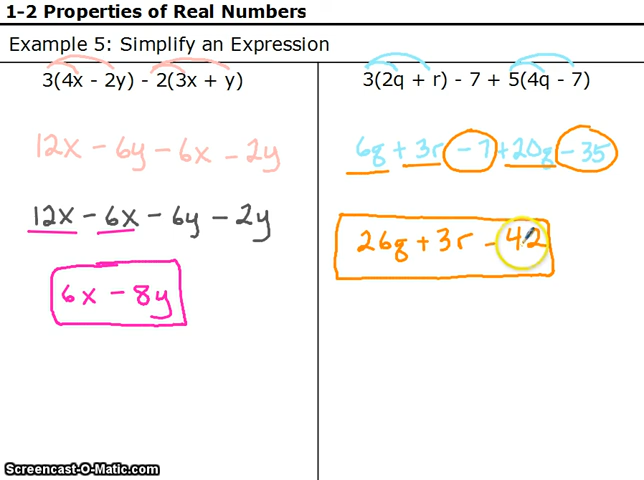 1-2 Properties of Real Numbers
Example 5: Simplify an Expression
3(4x - 2y) - 2(3x + y)
12x - 6y - 6x - 2y
12x - 6x - 6y - 2y
6x - 8y
3(2q + r) - 7 + 5(4q - 7)
6q + 3r - 7 + 20q - 35
26q + 3r - 42
Screencast-O-Matic.com